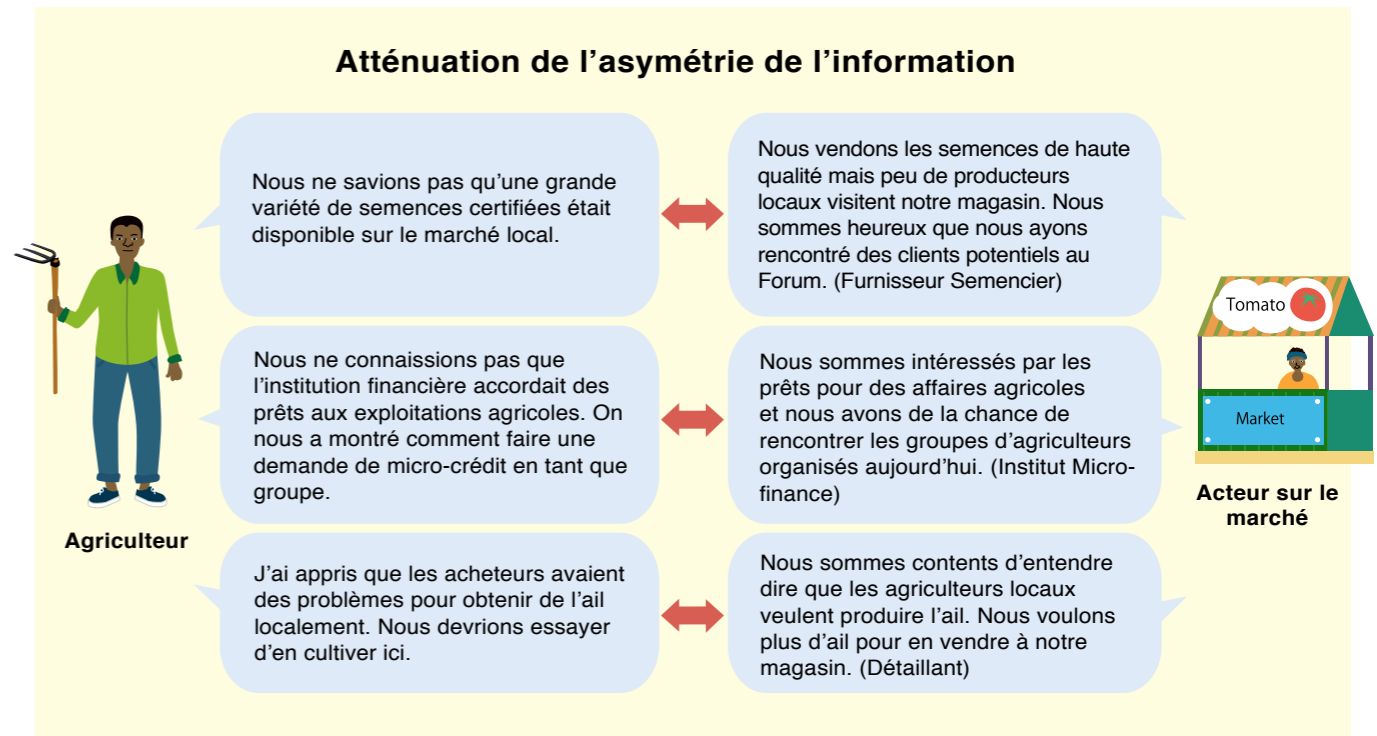 Atténuation de l’asymétrie de l’information
Nous ne savions pas qu’une grande
variété de semences certifiées était
disponible sur le marché local.
Nous vendons les semences de haute
qualité mais peu de producteurs
locaux visitent notre magasin. Nous
sommes heureux que nous ayons
rencontré des clients potentiels au
Forum. (Furnisseur Semencier)
Nous ne connaissions pas que
l’institution financière accordait des
prêts aux exploitations agricoles. On
nous a montré comment faire une
demande de micro-crédit en tant que
groupe.
Nous sommes intéressés par les
prêts pour des affaires agricoles
et nous avons de la chance de
rencontrer les groupes d’agriculteurs
organisés aujourd’hui. (Institut Micro-
finance)
J’ai appris que les acheteurs avaient
des problèmes pour obtenir de l’ail
localement. Nous devrions essayer
d’en cultiver ici.
Nous sommes contents d’entendre
dire que les agriculteurs locaux
veulent produire l’ail. Nous voulons
plus d’ail pour en vendre à notre
magasin. (Détaillant)
Agriculteur
Tomato
Market
Acteur sur le
marché